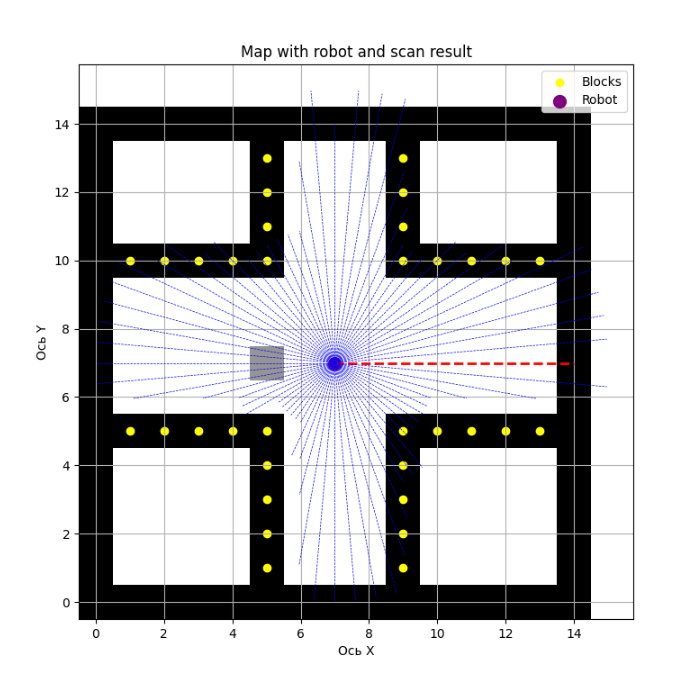 Map with robot and scan result
Blocks
Robot
Ось Y
14
12
10
8
6
4
2
0
0 2 4 6 8 10 12 14
Ось X